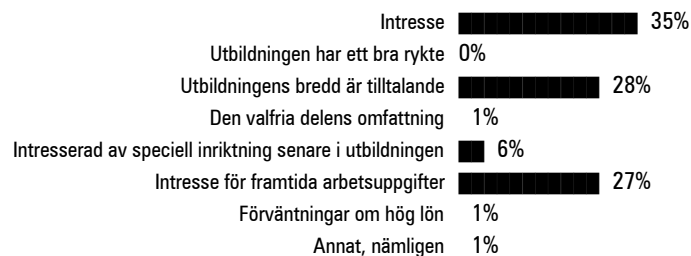 Intresse 35%
Utbildningen har ett bra rykte 0%
Utbildningens bredd är tilltalande 28%
Den valfria delens omfattning 1%
Intresserad av speciell inriktning senare i utbildningen 6%
Intresse för framtida arbetsuppgifter 27%
Förväntningar om hög lön 1%
Annat, nämligen 1%